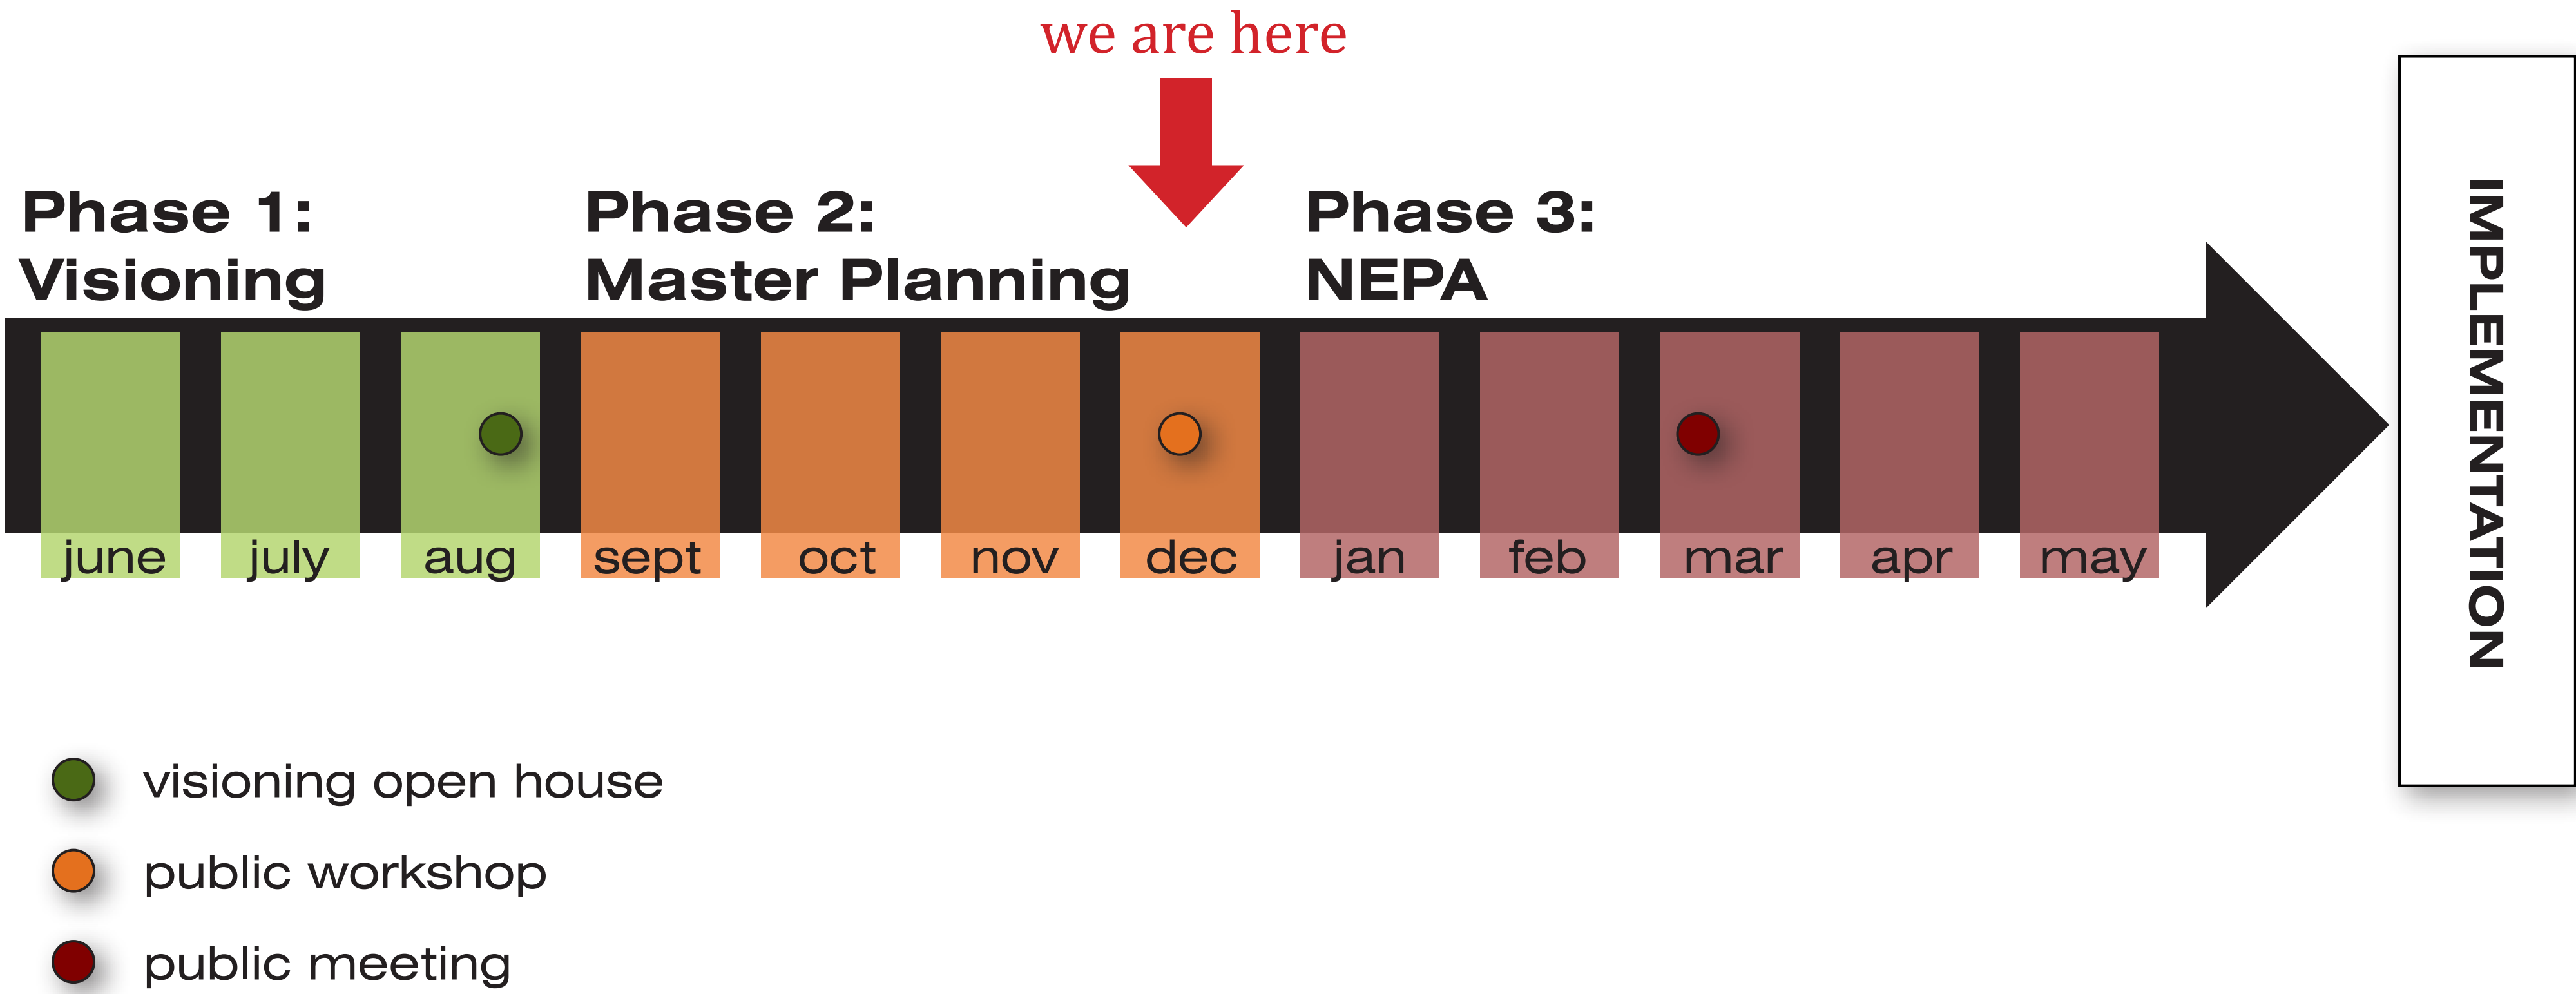 we are here
Phase 1:
Visioning
Phase 2:
Master Planning
Phase 3:
NEPA
IMPLEMENTATION
june
july
aug
sept
oct
nov
dec
jan
feb
mar
apr
may
visioning open house
public workshop
public meeting